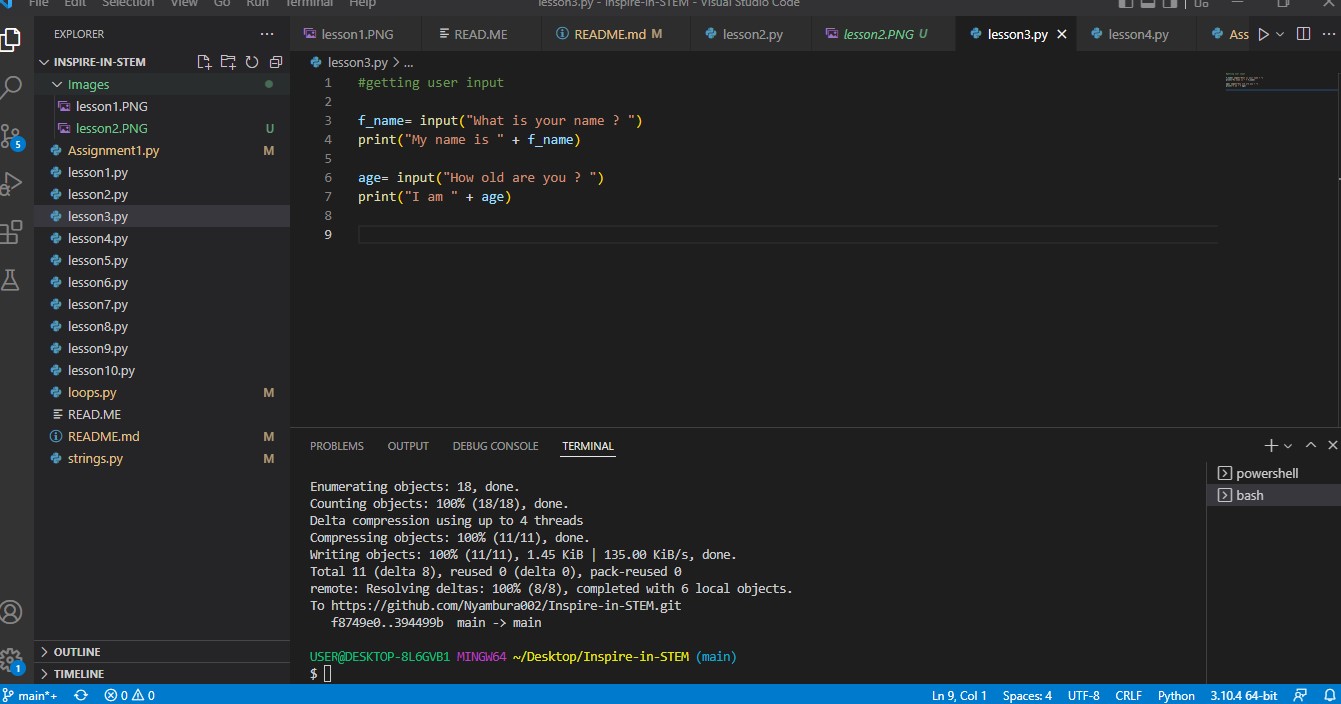 File Edit Selection View Go Run Terminal Help
lesson3.py - Inspire-in-STEM - Visual Studio Code
EXPLORER
lesson1.PNG
READ.ME
README.md M
lesson2.py
lesson2.PNG U
lesson3.py
lesson4.py
Ass
INSPIRE-IN-STEM
Images
lesson1.PNG
lesson2.PNG U
Assignment1.py M
lesson1.py
lesson2.py
lesson3.py
lesson4.py
lesson5.py
lesson6.py
lesson7.py
lesson8.py
lesson9.py
lesson10.py
loops.py M
READ.ME
README.md M
strings.py M
OUTLINE
TIMELINE
5
1
lesson3.py > ...
1 #getting user input
2
3 f_name= input("What is your name ? ")
4 print("My name is " + f_name)
5
6 age= input("How old are you ? ")
7 print("I am " + age)
8
9
PROBLEMS OUTPUT DEBUG CONSOLE TERMINAL
powershell
bash
Enumerating objects: 18, done.
Counting objects: 100% (18/18), done.
Delta compression using up to 4 threads
Compressing objects: 100% (11/11), done.
Writing objects: 100% (11/11), 1.45 KiB | 135.00 KiB/s, done.
Total 11 (delta 8), reused 0 (delta 0), pack-reused 0
remote: Resolving deltas: 100% (8/8), completed with 6 local objects.
To https://github.com/Nyambura002/Inspire-in-STEM.git
f8749e0..394499b main -> main
USER@DESKTOP-8L6GVB1 MINGW64 ~/Desktop/Inspire-in-STEM (main)
$
main*+ 0 0 Ln 9, Col 1 Spaces: 4 UTF-8 CRLF Python 3.10.4 64-bit